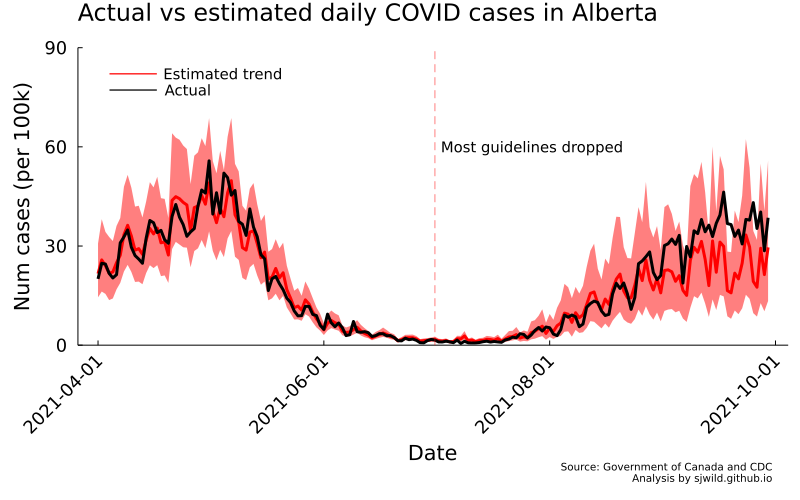 Actual vs estimated daily COVID cases in Alberta
90
Estimated trend
Actual
Num cases (per 100k)
60
Most guidelines dropped
30
0
2021-04-01
2021-06-01
2021-08-01
2021-10-01
Date
Source: Government of Canada and CDC
Analysis by sjwild.github.io